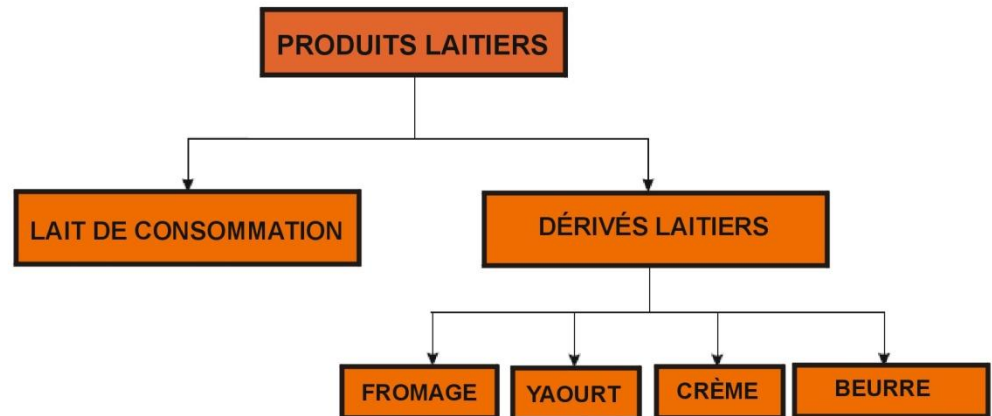 PRODUITS LAITIERS
LAIT DE CONSOMMATION
DÉRIVÉS LAITIERS
FROMAGE
YAOURT
CRÈME
BEURRE